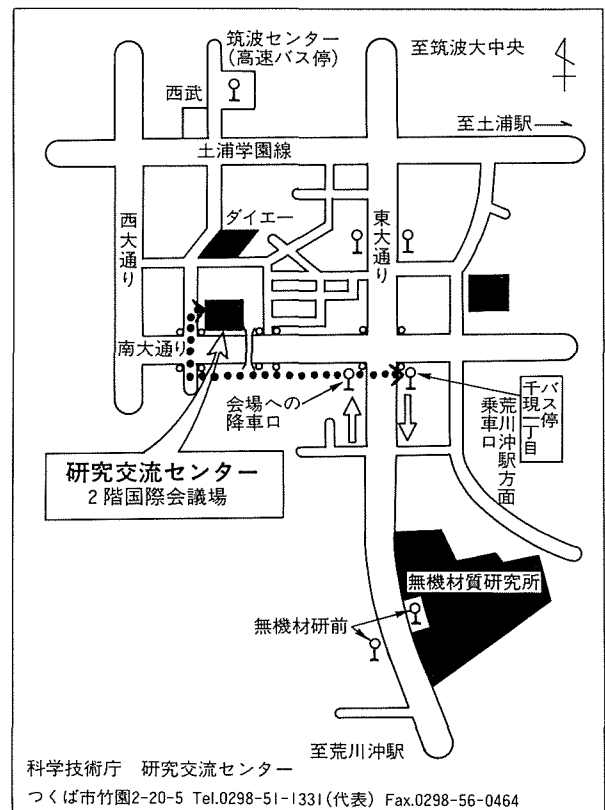 筑波センター
(高速バス停)
至筑波大中央
西武
至土浦駅
土浦学園線
西大通り
ダイエー
東大通り
南大通り
会場への
降車口
バス停
千現一丁目
荒川沖駅方面
乗車口
研究交流センター
2階国際会議場
無機材質研究所
無機材研前
至荒川沖駅
科学技術庁 研究交流センター
つくば市竹園2-20-5 Tel.0298-51-1331(代表) Fax.0298-56-0464